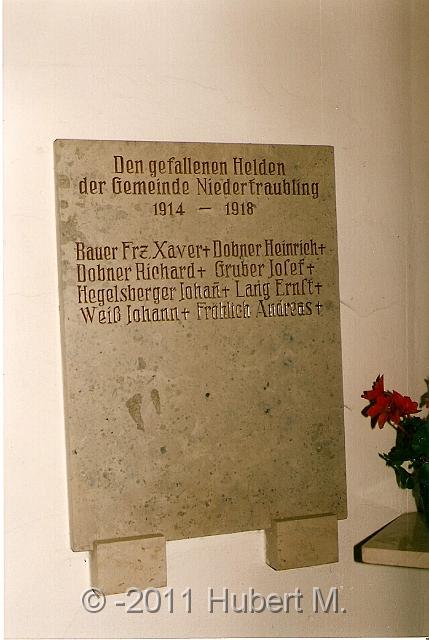 Den gefallenen Helden
der Gemeinde Niedertraubling
1914 – 1918
Bauer Frz. Xaver + Dobner Heinrich +
Dobner Richard + Gruber Josef +
Hegelsberger Johañ + Lang Ernst +
Weiß Johann + Fröhlich Andreas +
© -2011 Hubert M.